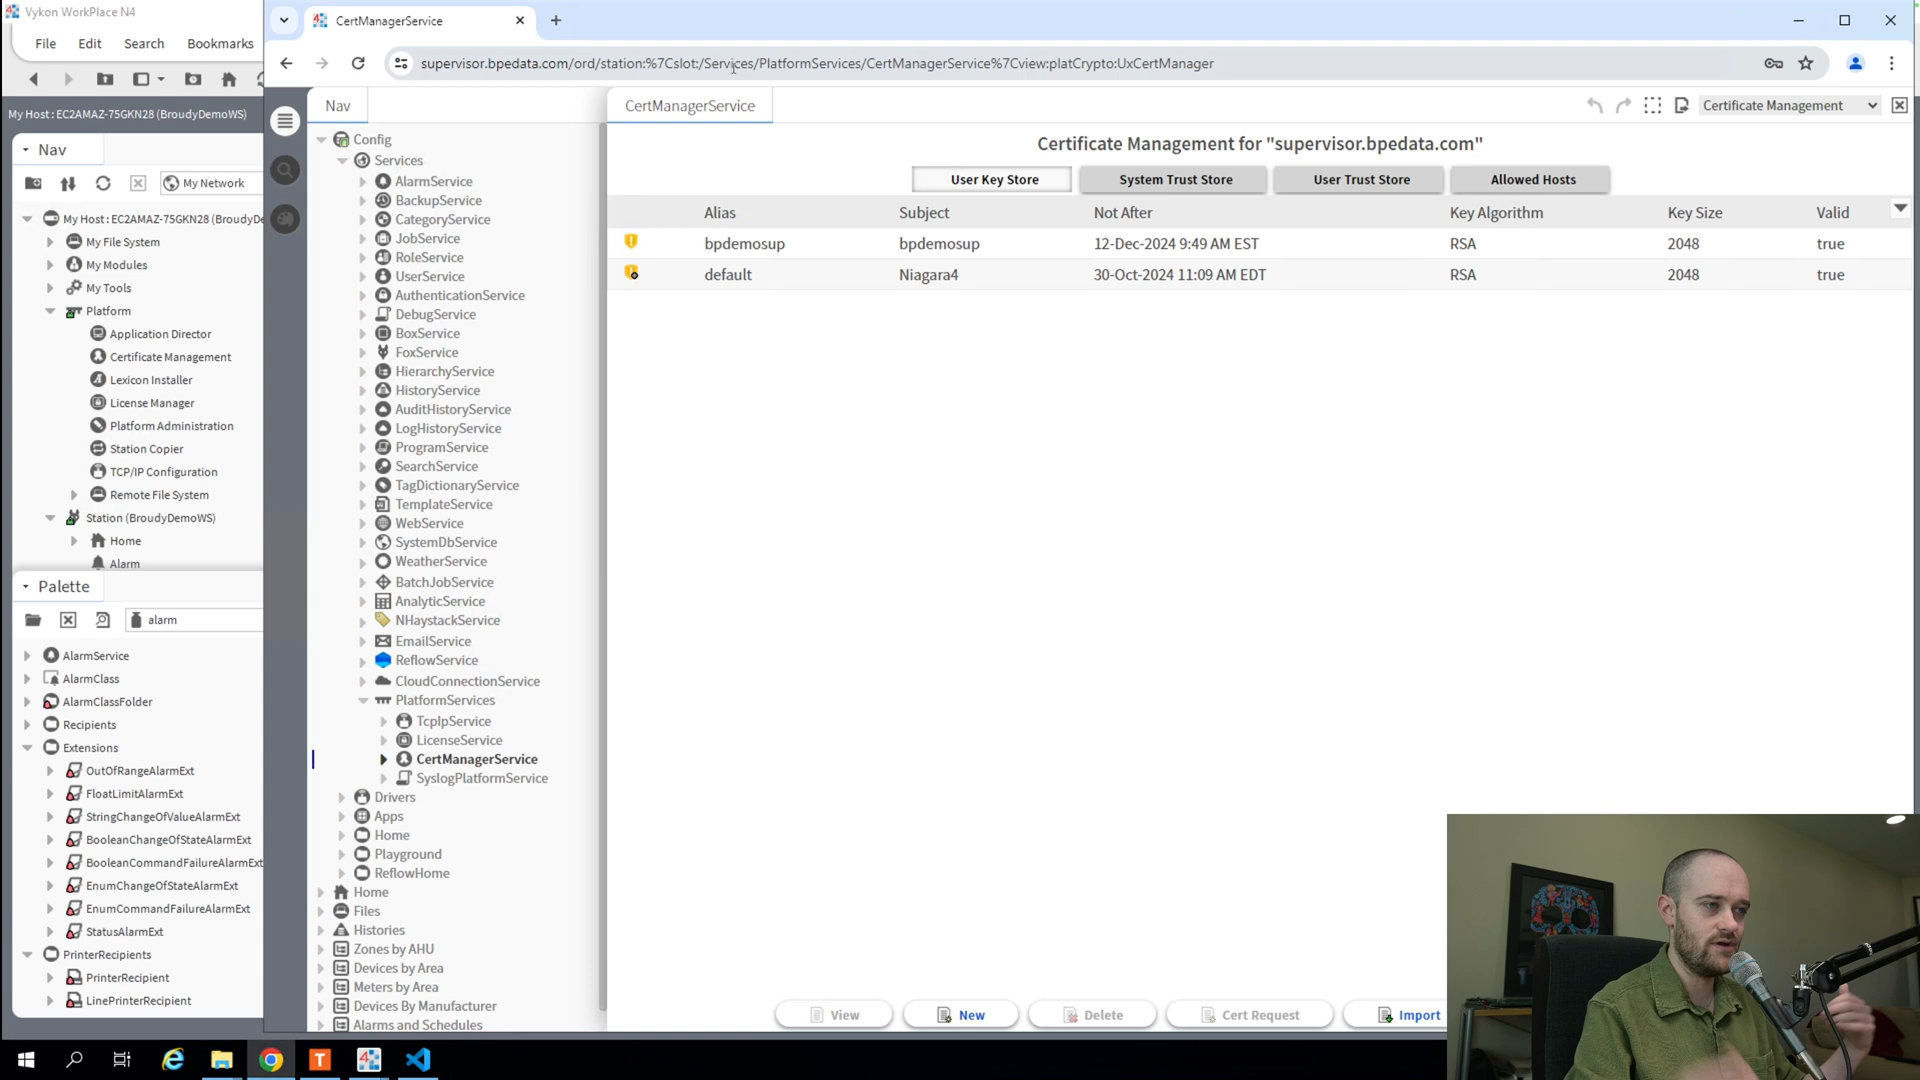 Vykon WorkPlace N4
File Edit Search Bookmarks
My Host : EC2AMAZ-75GKN28 (BroudyDemoWS)
Nav
My Network
My Host : EC2AMAZ-75GKN28 (BroudyDe
My File System
My Modules
My Tools
Platform
Application Director
Certificate Management
Lexicon Installer
License Manager
Platform Administration
Station Copier
TCP/IP Configuration
Remote File System
Station (BroudyDemoWS)
Home
Alarm
Palette
alarm
AlarmService
AlarmClass
AlarmClassFolder
Recipients
Extensions
OutOfRangeAlarmExt
FloatLimitAlarmExt
StringChangeOfValueAlarmExt
BooleanChangeOfStateAlarmExt
BooleanCommandFailureAlarmExt
EnumChangeOfStateAlarmExt
EnumCommandFailureAlarmExt
StatusAlarmExt
PrinterRecipients
PrinterRecipient
LinePrinterRecipient
CertManagerService
supervisor.bpedata.com/ord/station:%7Cslot:/Services/PlatformServices/CertManagerService%7Cview:platCrypto:UxCertManager
Nav
Config
Services
AlarmService
BackupService
CategoryService
JobService
RoleService
UserService
AuthenticationService
DebugService
BoxService
FoxService
HierarchyService
HistoryService
AuditHistoryService
LogHistoryService
ProgramService
SearchService
TagDictionaryService
TemplateService
WebService
SystemDbService
WeatherService
BatchJobService
AnalyticService
NHaystackService
EmailService
ReflowService
CloudConnectionService
PlatformServices
TcpIpService
LicenseService
CertManagerService
SyslogPlatformService
Drivers
Apps
Home
Playground
ReflowHome
Home
Files
Histories
Zones by AHU
Devices by Area
Meters by Area
Devices By Manufacturer
Alarms and Schedules
CertManagerService
Certificate Management
Certificate Management for "supervisor.bpedata.com"
User Key Store System Trust Store User Trust Store Allowed Hosts
Alias Subject Not After Key Algorithm Key Size Valid
bpdemosup bpdemosup 12-Dec-2024 9:49 AM EST RSA 2048 true
default Niagara4 30-Oct-2024 11:09 AM EDT RSA 2048 true
View New Delete Cert Request Import
T